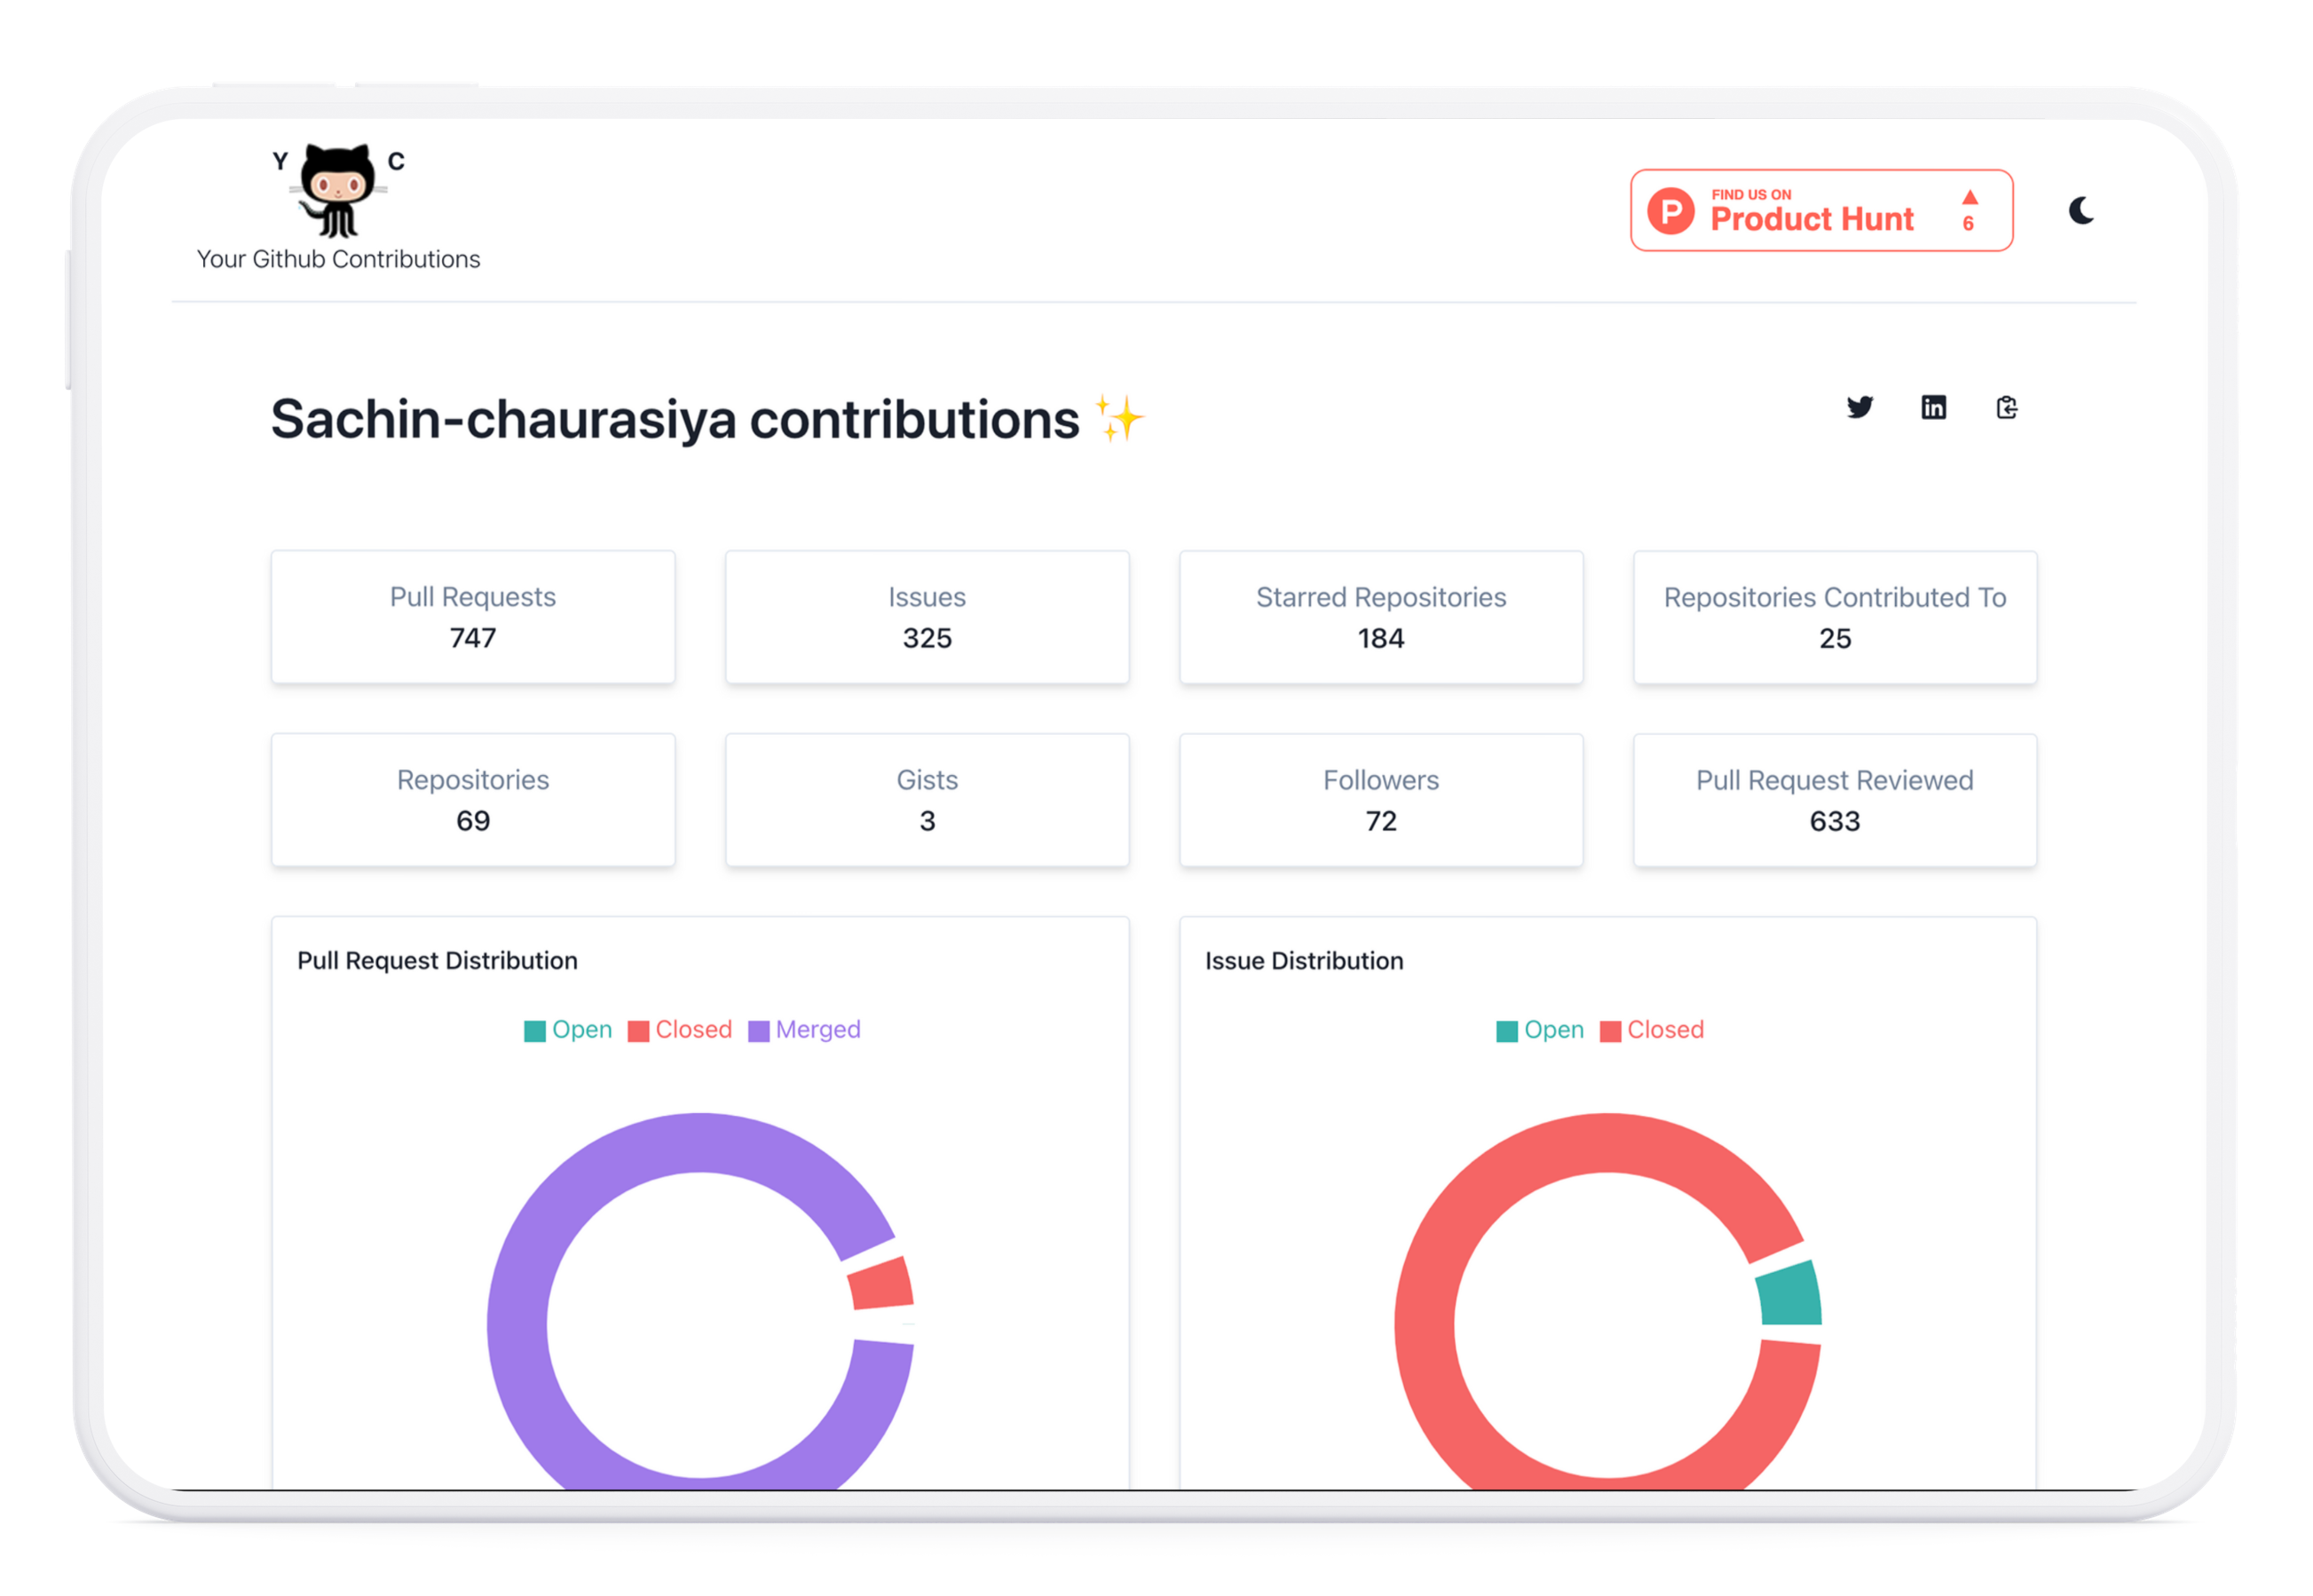 Y C
Your Github Contributions
FIND US ON
Product Hunt
6
Sachin-chaurasiya contributions ✨
Pull Requests
747
Issues
325
Starred Repositories
184
Repositories Contributed To
25
Repositories
69
Gists
3
Followers
72
Pull Request Reviewed
633
Pull Request Distribution
Open Closed Merged
Issue Distribution
Open Closed